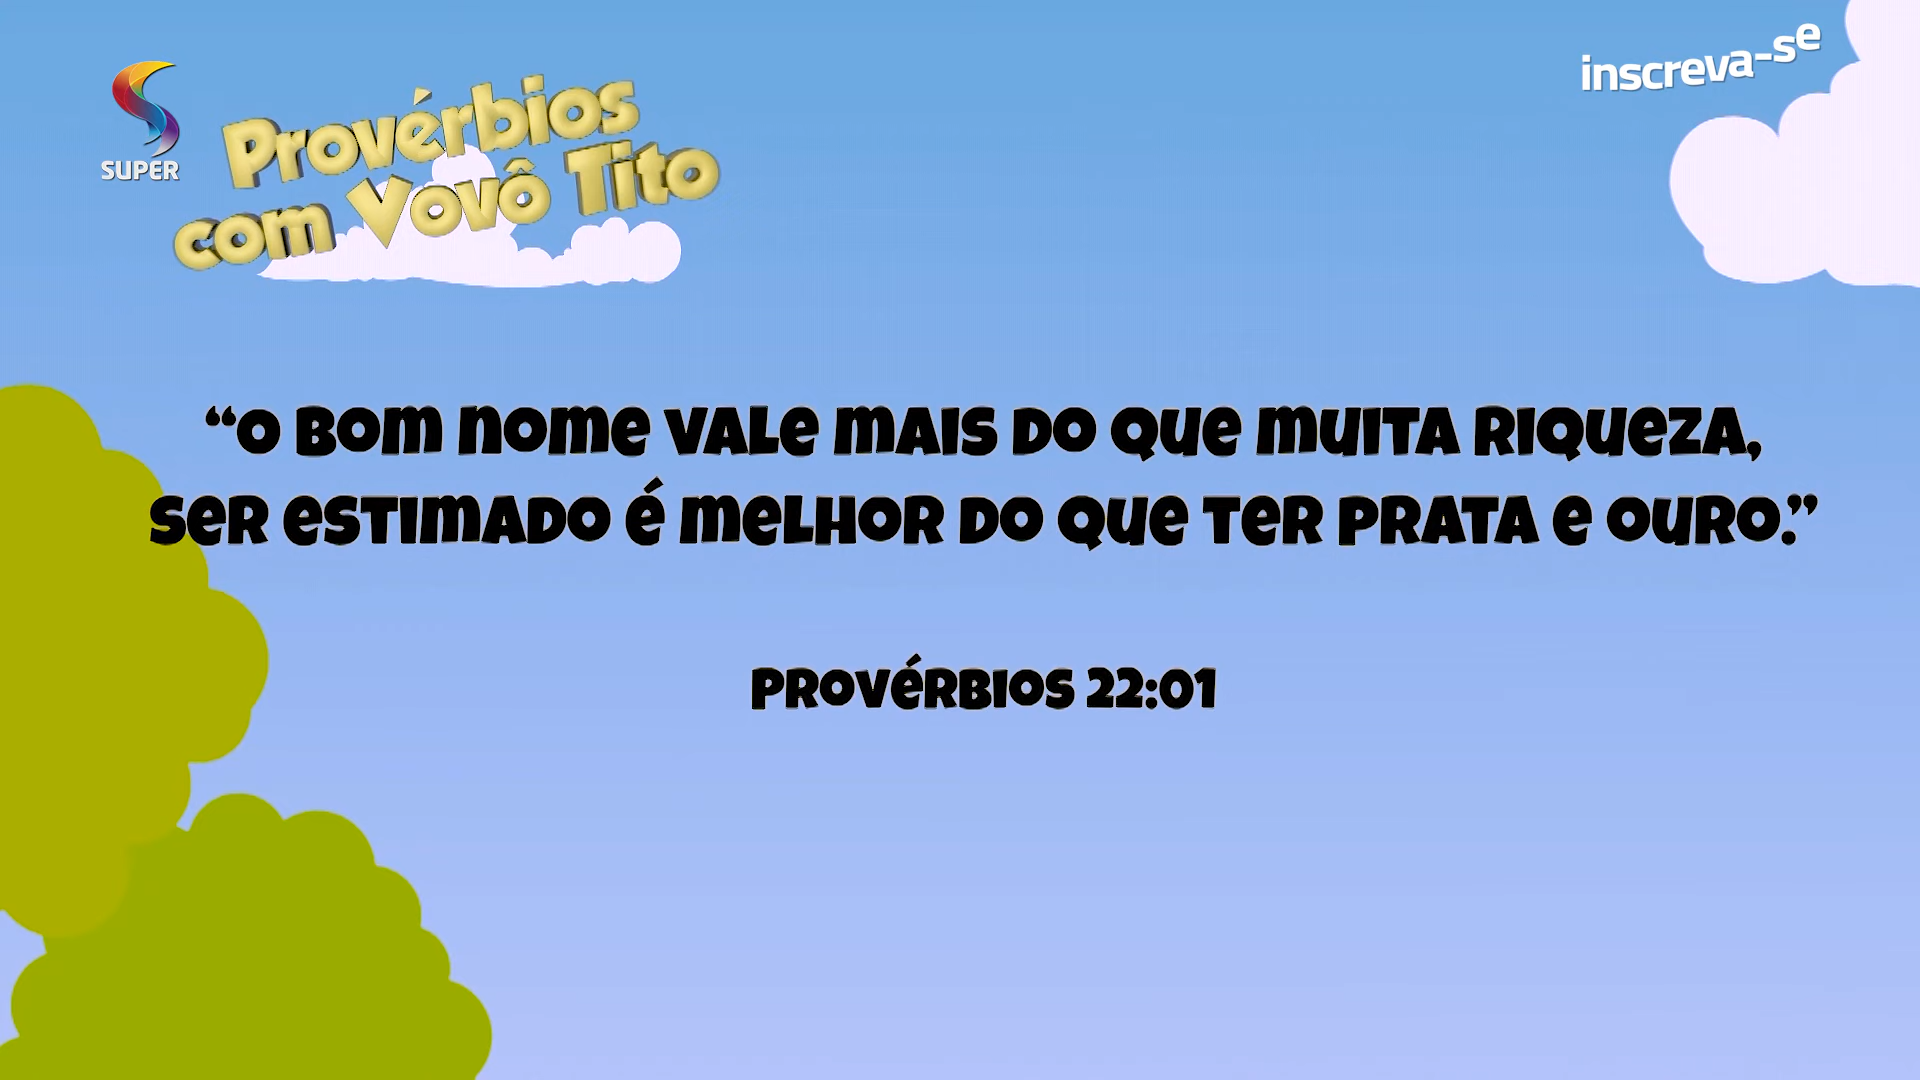 SUPER
Provérbios
com Vovô Tito
inscreva-se
“O BOM NOME VALE MAIS DO QUE MUITA RIQUEZA,
SER ESTIMADO É MELHOR DO QUE TER PRATA E OURO.”
PROVÉRBIOS 22:01